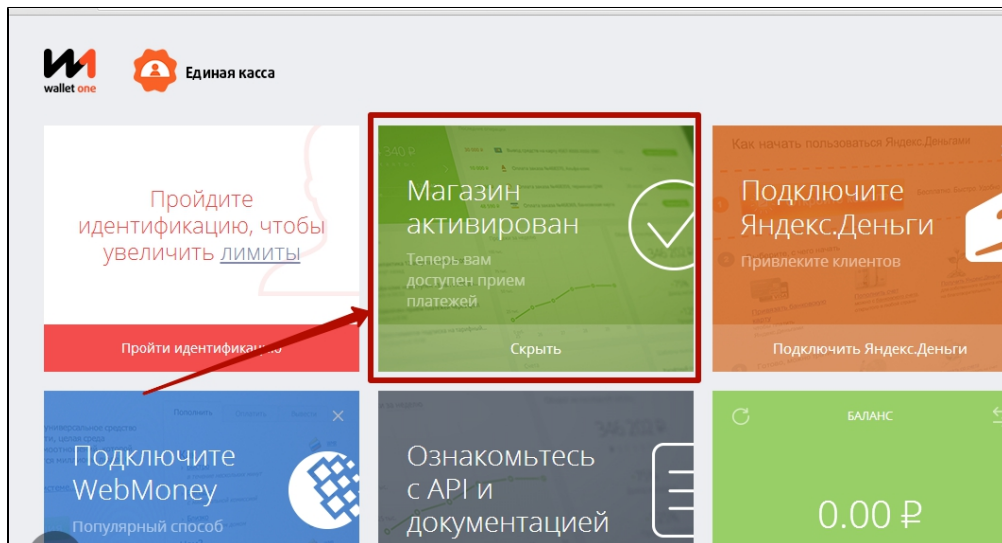 wallet one
Единая касса
Пройдите
идентификацию, чтобы
увеличить лимиты
Пройти идентификацию
Магазин
активирован
Теперь вам
доступен прием
платежей
Скрыть
Как начать пользоваться Яндекс.Деньгами
Подключите
Яндекс.Деньги
Привлеките клиентов
Подключить Яндекс.Деньги
Подключите
WebMoney
Популярный способ
Ознакомьтесь
с API и
документацией
БАЛАНС
0.00 ₽